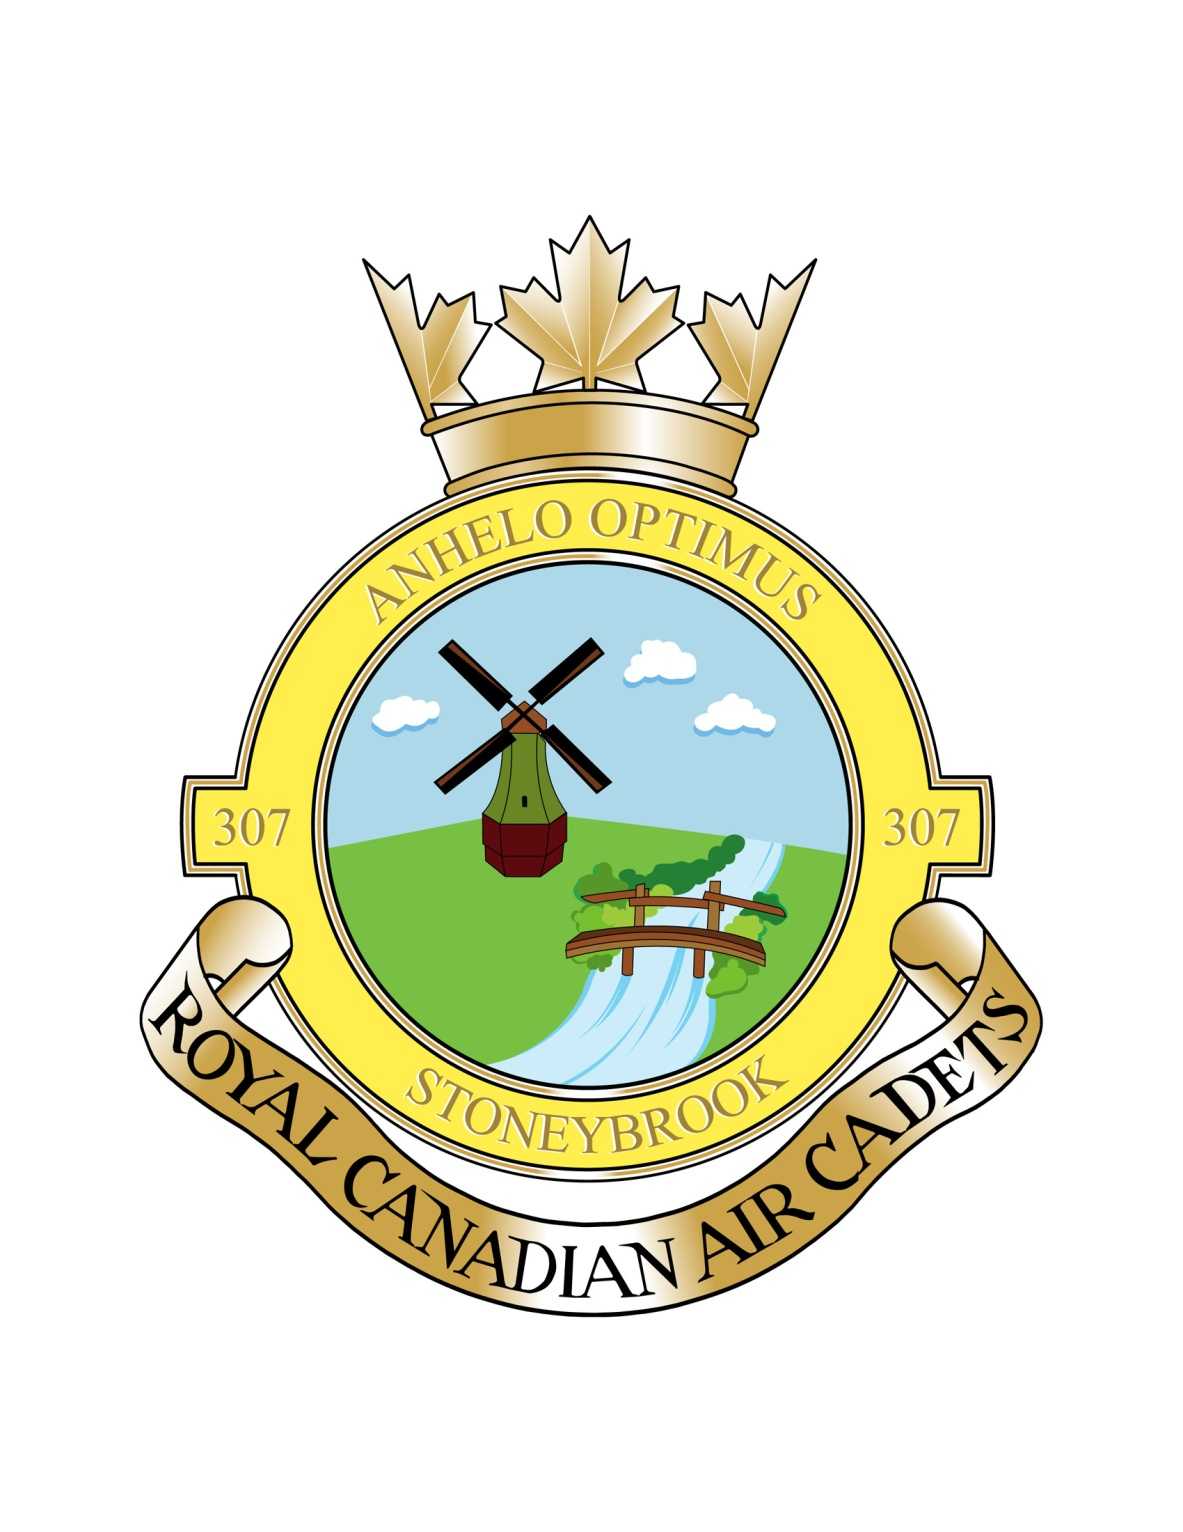 ANHELO OPTIMUS
307 307
STONEYBROOK
ROYAL CANADIAN AIR CADETS